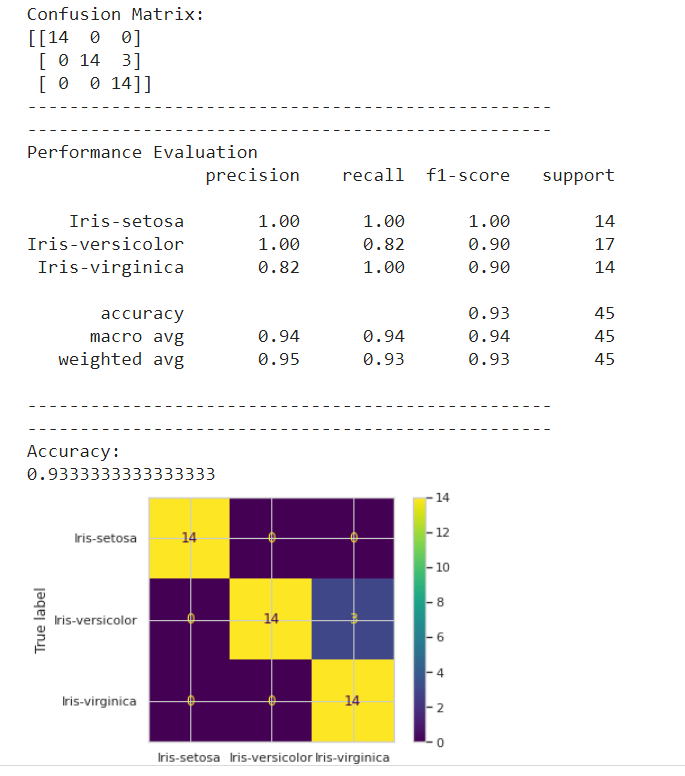 Confusion Matrix:
[[14  0  0]
 [ 0 14  3]
 [ 0  0 14]]
----------------------------------------------------
----------------------------------------------------
Performance Evaluation
precision    recall  f1-score   support
Iris-setosa       1.00      1.00      1.00        14
Iris-versicolor       1.00      0.82      0.90        17
Iris-virginica       0.82      1.00      0.90        14
accuracy                           0.93        45
macro avg       0.94      0.94      0.94        45
weighted avg       0.95      0.93      0.93        45
----------------------------------------------------
----------------------------------------------------
Accuracy:
0.9333333333333333
14
12
10
8
6
4
2
0
True label
Iris-setosa 14 0 0
Iris-versicolor 0 14 3
Iris-virginica 0 0 14
Iris-setosa Iris-versicolor Iris-virginica